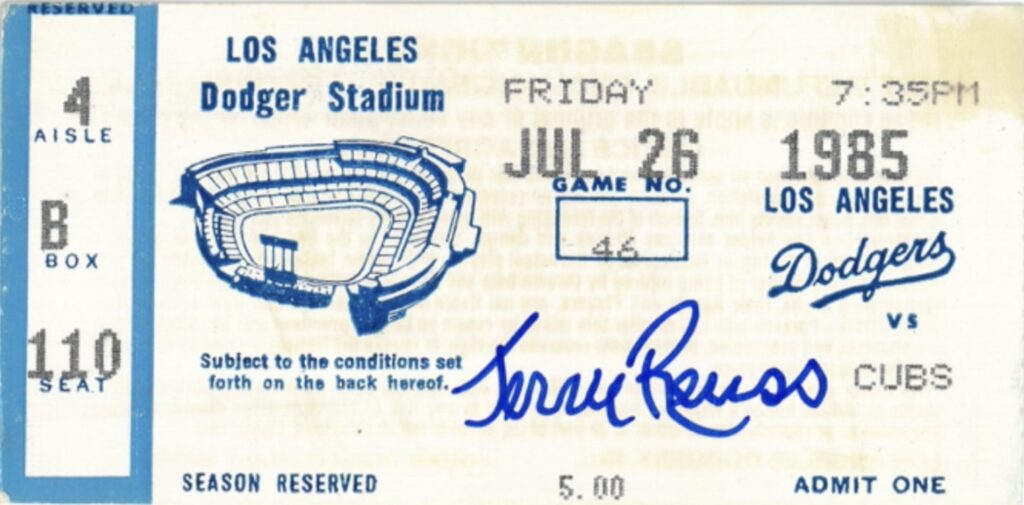 RESERVED
4
AISLE
B
BOX
110
SEAT
LOS ANGELES
Dodger Stadium
Subject to the conditions set
forth on the back hereof.
SEASON RESERVED
FRIDAY 7:35PM
JUL 26 1985
GAME NO.
46
LOS ANGELES
Dodgers
VS
CUBS
Jerry Reuss
5.00
ADMIT ONE